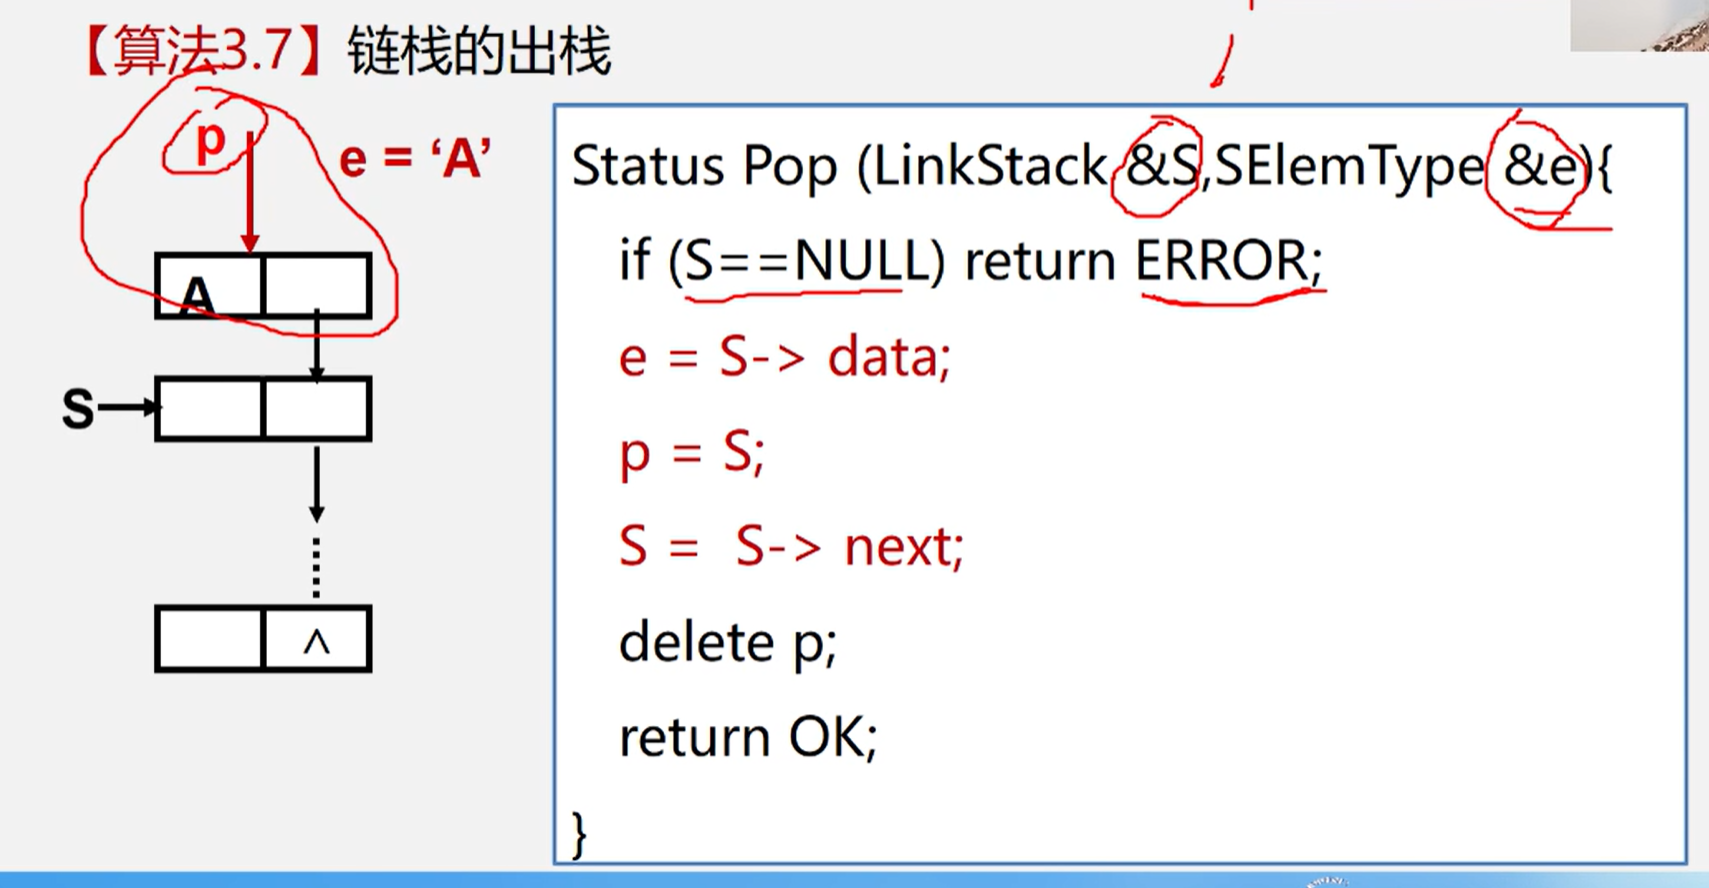 【算法3.7】链栈的出栈
p
e = ‘A’
A
S
∧
Status Pop (LinkStack &S,SElemType &e){
if (S==NULL) return ERROR;
e = S-> data;
p = S;
S = S-> next;
delete p;
return OK;
}